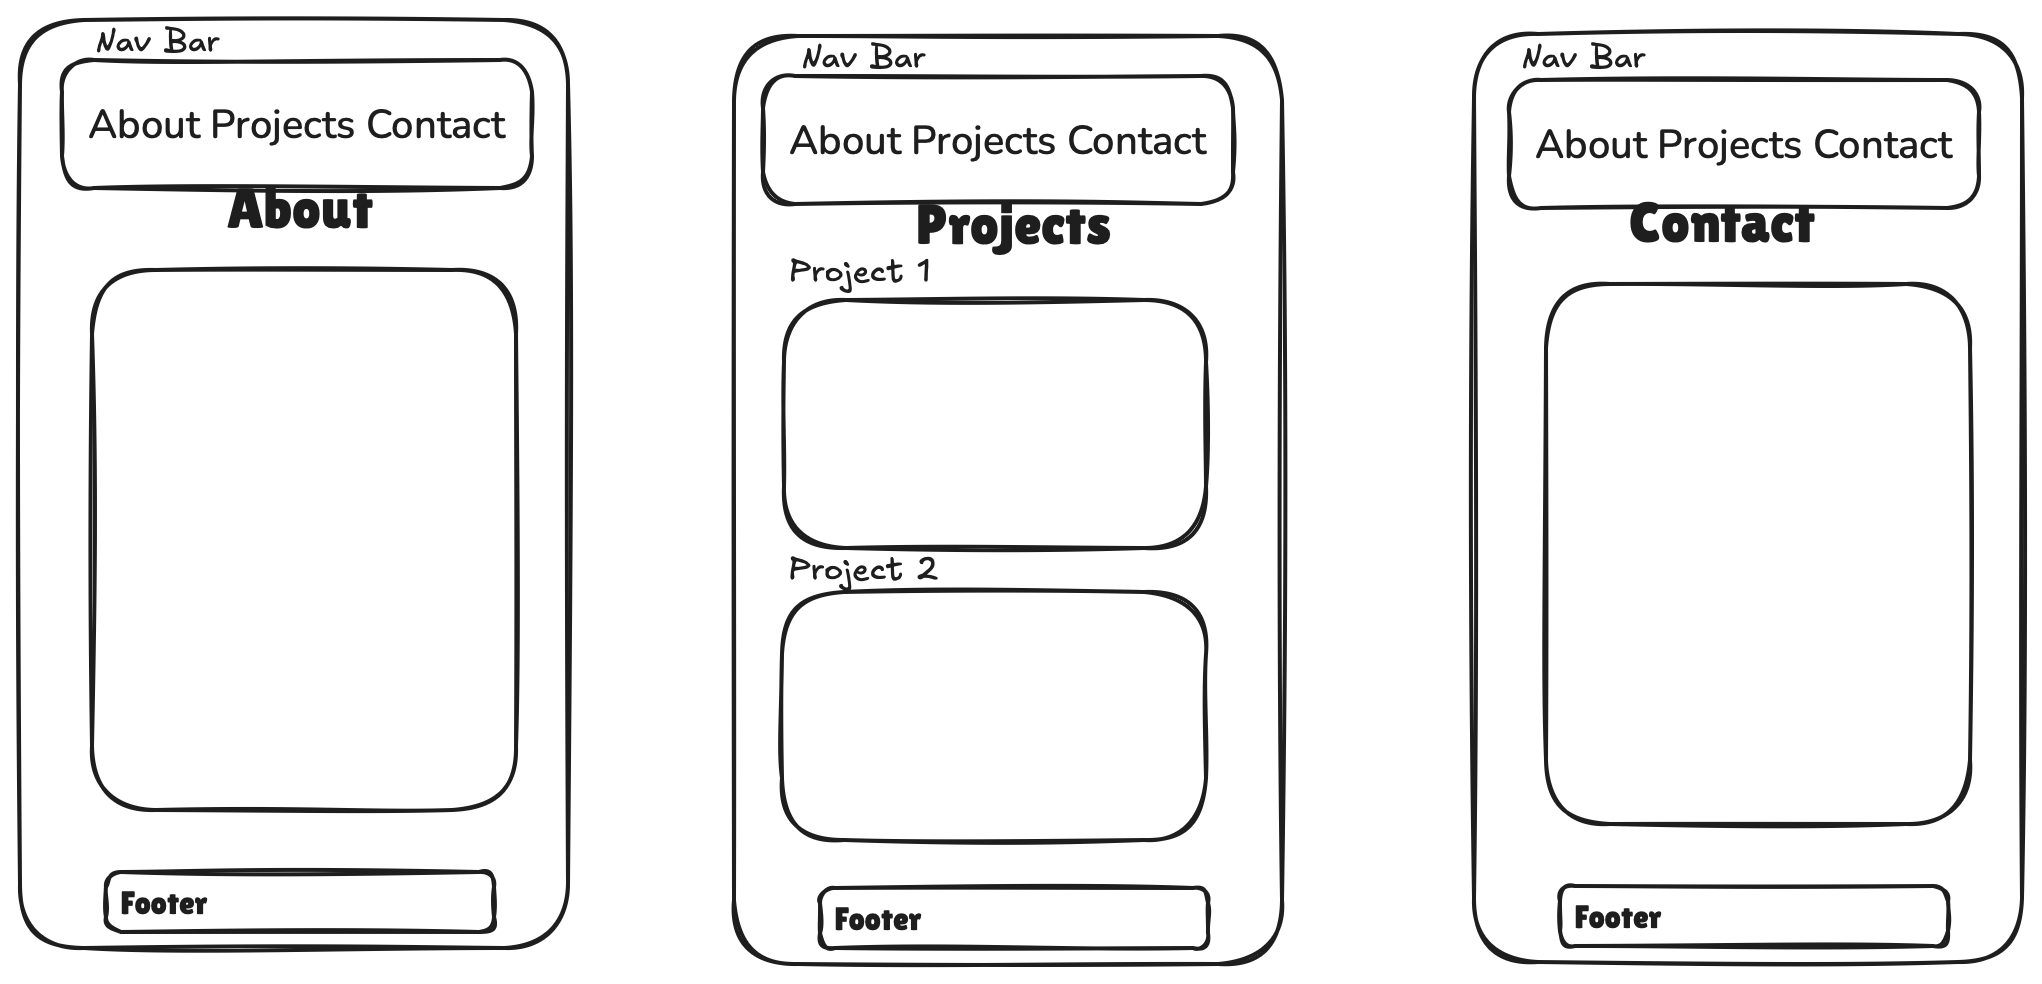 Nav Bar
About Projects Contact
About
Footer
Nav Bar
About Projects Contact
Projects
Project 1
Project 2
Footer
Nav Bar
About Projects Contact
Contact
Footer